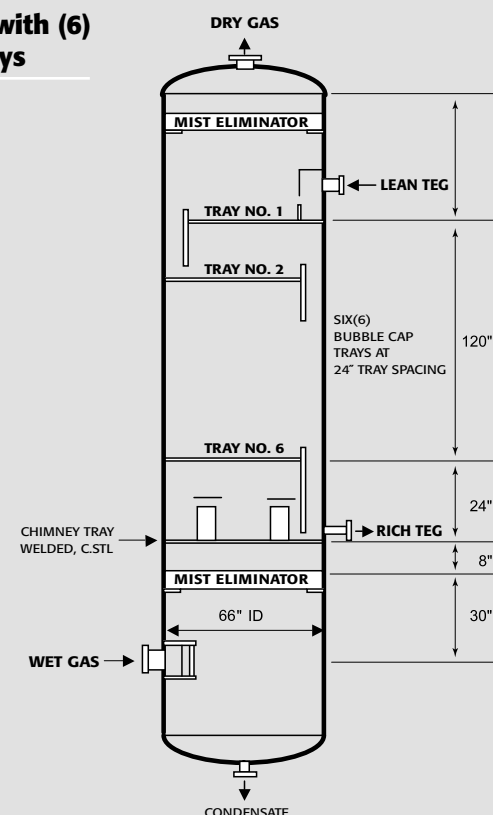 with (6)
ys
DRY GAS
MIST ELIMINATOR
LEAN TEG
TRAY NO. 1
TRAY NO. 2
SIX(6)
BUBBLE CAP
TRAYS AT
24" TRAY SPACING
120"
TRAY NO. 6
24"
CHIMNEY TRAY
WELDED, C.STL
RICH TEG
8"
MIST ELIMINATOR
30"
66" ID
WET GAS
CONDENSATE